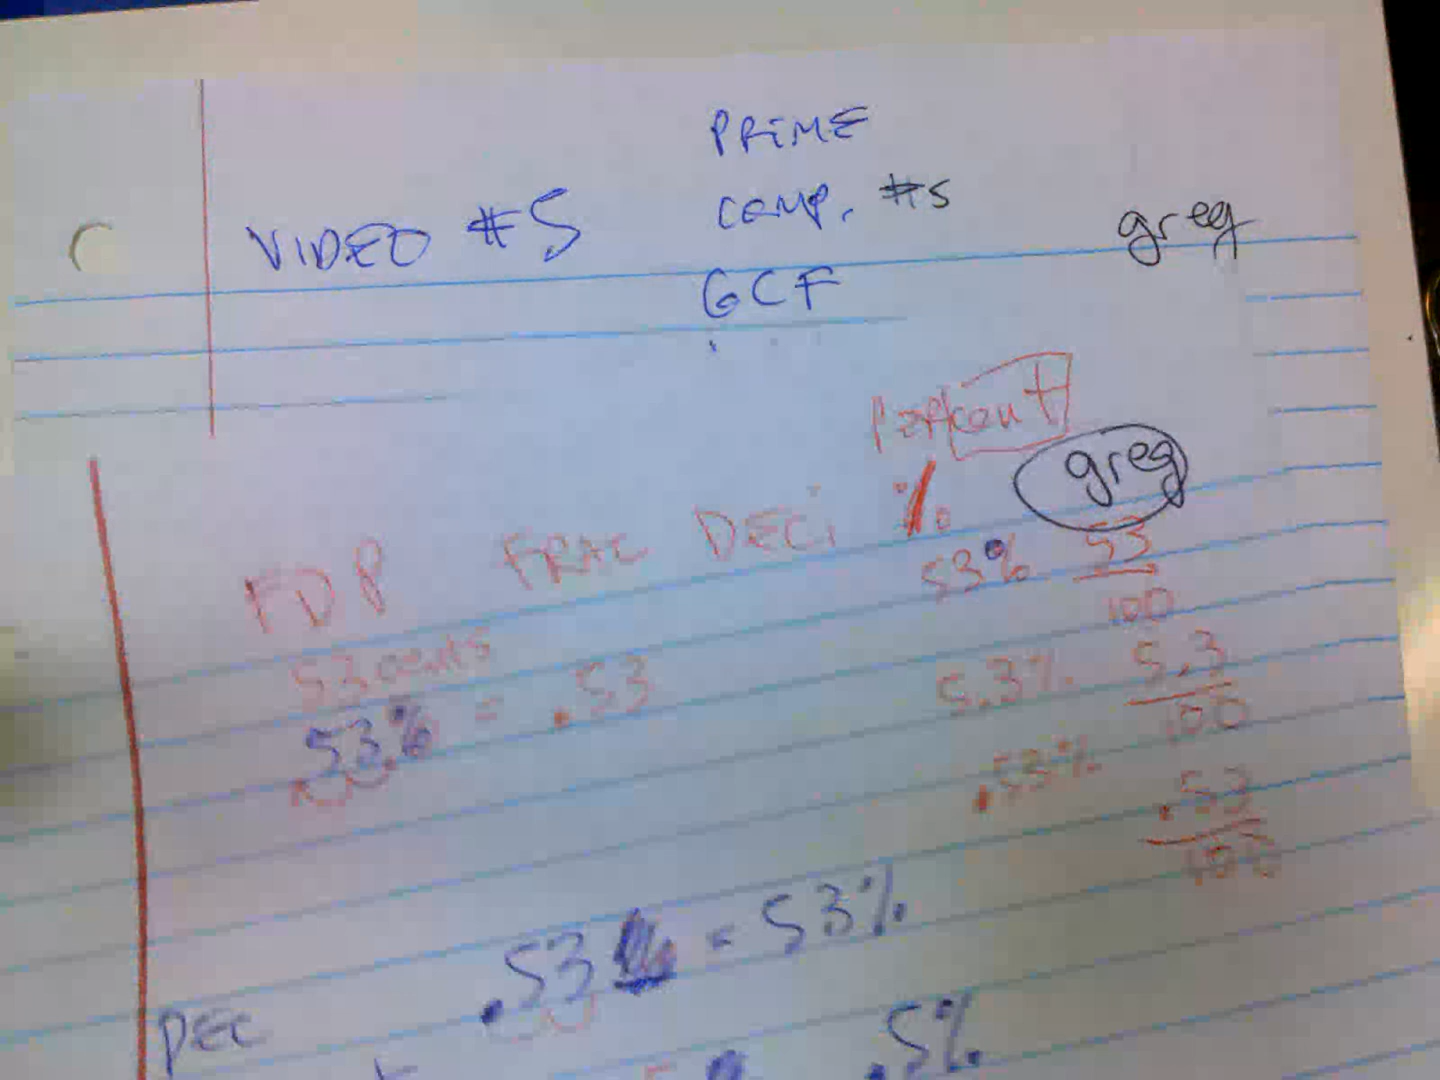 PRIME
VIDEO #5 COMP. #s greg
GCF
percent
greg
FDP FRAC DECi %
53% 53/100
53 cents
53.% = .53 5.3% 5.3/100
.53% .53/100
.53 = 53%
DEC .5%